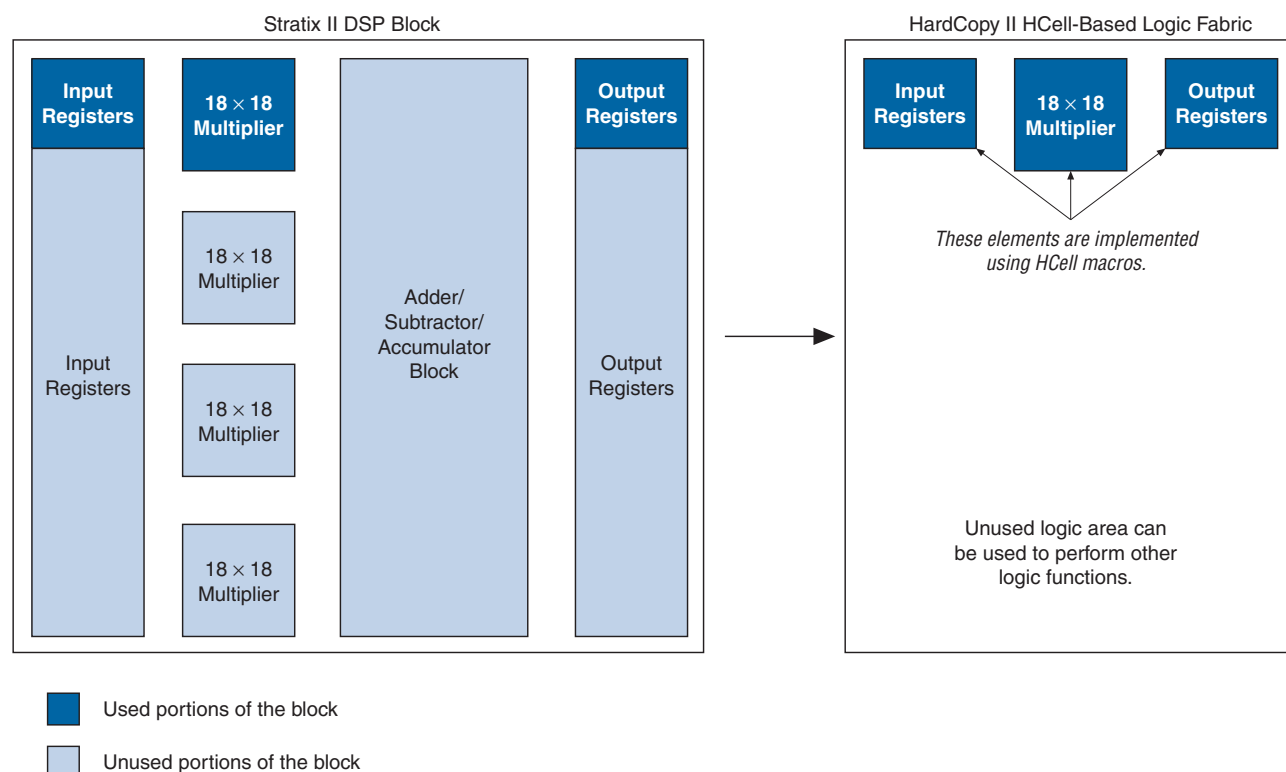 Stratix II DSP Block
Input
Registers
18 × 18
Multiplier
Output
Registers
18 × 18
Multiplier
Input
Registers
Adder/
Subtractor/
Accumulator
Block
Output
Registers
18 × 18
Multiplier
18 × 18
Multiplier
HardCopy II HCell-Based Logic Fabric
Input
Registers
18 × 18
Multiplier
Output
Registers
These elements are implemented
using HCell macros.
Unused logic area can
be used to perform other
logic functions.
Used portions of the block
Unused portions of the block